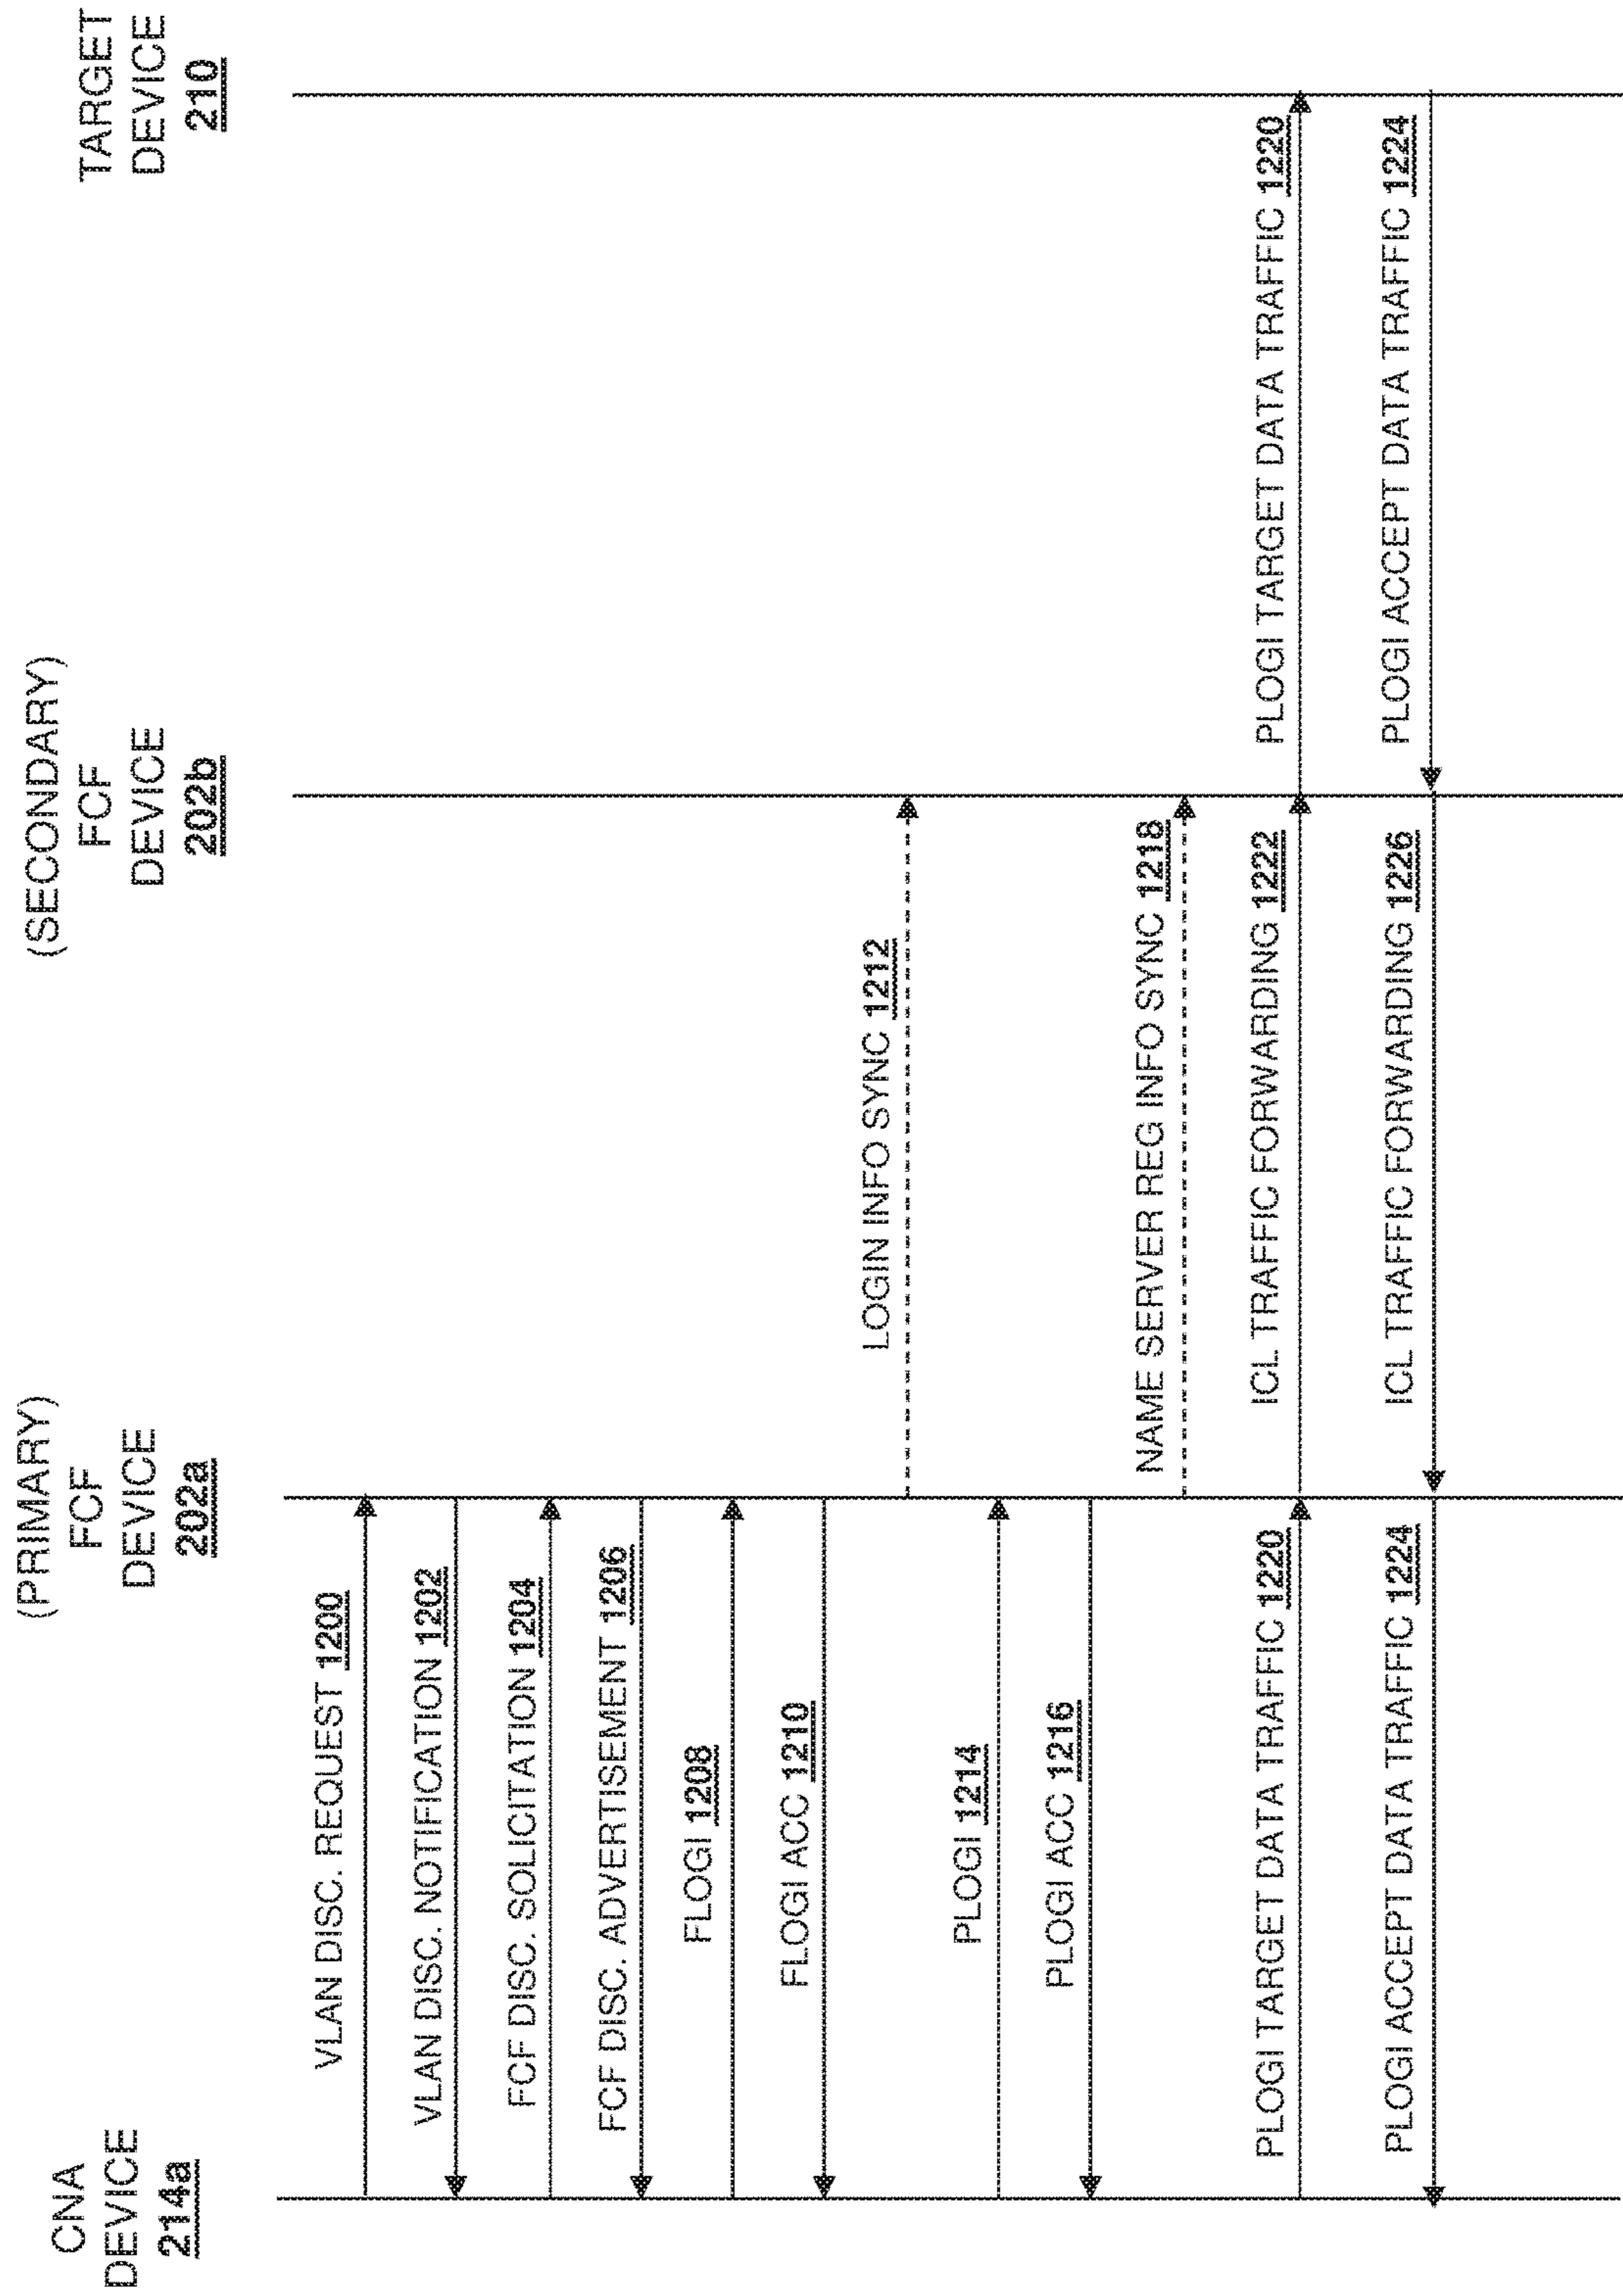 CNA
DEVICE
214a
(PRIMARY)
FCF
DEVICE
202a
(SECONDARY)
FCF
DEVICE
202b
TARGET
DEVICE
210
VLAN DISC. REQUEST 1200
VLAN DISC. NOTIFICATION 1202
FCF DISC. SOLICITATION 1204
FCF DISC. ADVERTISEMENT 1206
FLOGI 1208
FLOGI ACC 1210
LOGIN INFO SYNC 1212
PLOGI 1214
PLOGI ACC 1216
NAME SERVER REG INFO SYNC 1218
PLOGI TARGET DATA TRAFFIC 1220
ICL TRAFFIC FORWARDING 1222
PLOGI TARGET DATA TRAFFIC 1220
PLOGI ACCEPT DATA TRAFFIC 1224
ICL TRAFFIC FORWARDING 1226
PLOGI ACCEPT DATA TRAFFIC 1224